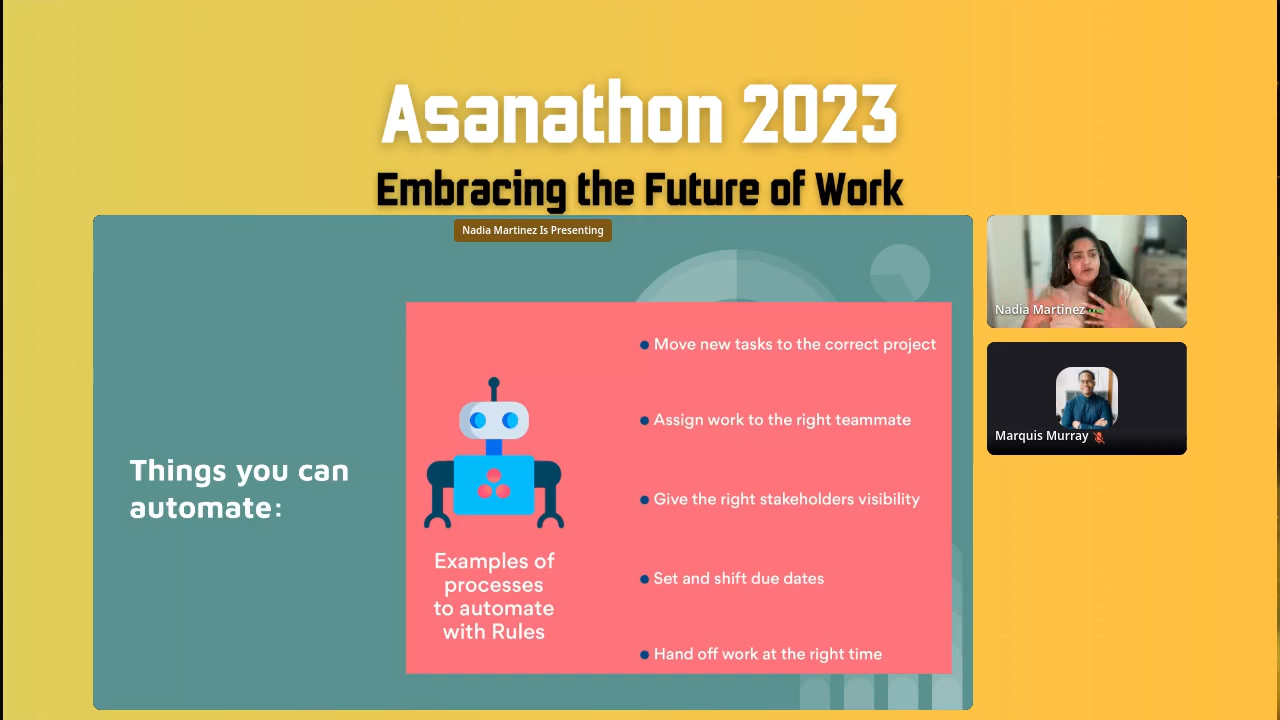 Asanathon 2023
Embracing the Future of Work
Nadia Martinez Is Presenting
Things you can
automate:
Examples of
processes
to automate
with Rules
Move new tasks to the correct project
Assign work to the right teammate
Give the right stakeholders visibility
Set and shift due dates
Hand off work at the right time
Nadia Martinez
Marquis Murray